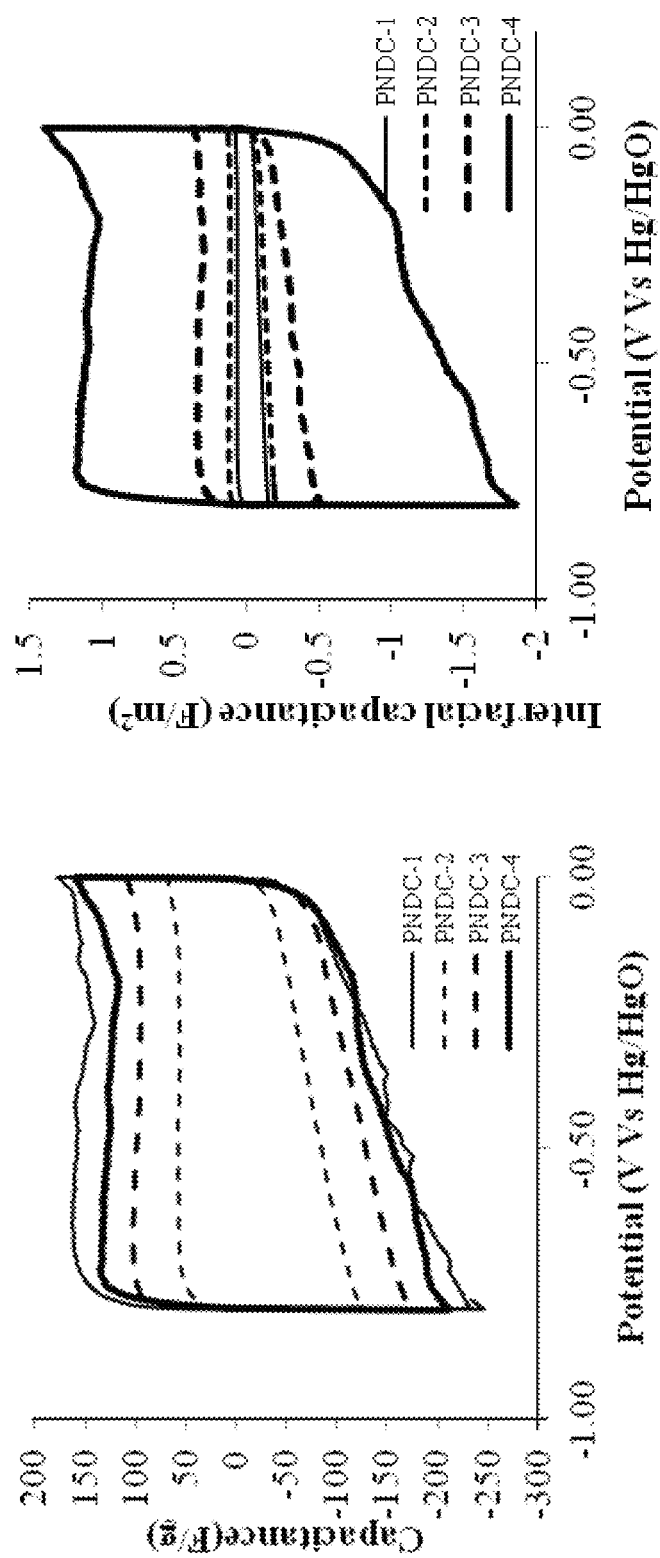 Capacitance(F/g)
200
150
100
50
0
-50
-100
-150
-200
-250
-300
-1.00
-0.50
0.00
Potential (V Vs Hg/HgO)
PNDC-1
PNDC-2
PNDC-3
PNDC-4
Interfacial capacitance (F/m²)
1.5
1
0.5
0
-0.5
-1
-1.5
-2
-1.00
-0.50
0.00
Potential (V Vs Hg/HgO)
PNDC-1
PNDC-2
PNDC-3
PNDC-4